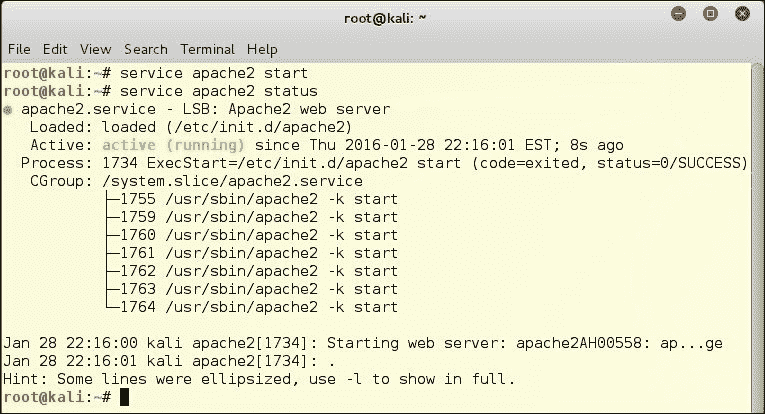 root@kali: ~
File Edit View Search Terminal Help
root@kali:~# service apache2 start
root@kali:~# service apache2 status
● apache2.service - LSB: Apache2 web server
   Loaded: loaded (/etc/init.d/apache2)
   Active: active (running) since Thu 2016-01-28 22:16:01 EST; 8s ago
  Process: 1734 ExecStart=/etc/init.d/apache2 start (code=exited, status=0/SUCCESS)
   CGroup: /system.slice/apache2.service
           ├─1755 /usr/sbin/apache2 -k start
           ├─1759 /usr/sbin/apache2 -k start
           ├─1760 /usr/sbin/apache2 -k start
           ├─1761 /usr/sbin/apache2 -k start
           ├─1762 /usr/sbin/apache2 -k start
           ├─1763 /usr/sbin/apache2 -k start
           └─1764 /usr/sbin/apache2 -k start
Jan 28 22:16:00 kali apache2[1734]: Starting web server: apache2AH00558: ap...ge
Jan 28 22:16:01 kali apache2[1734]: .
Hint: Some lines were ellipsized, use -l to show in full.
root@kali:~#